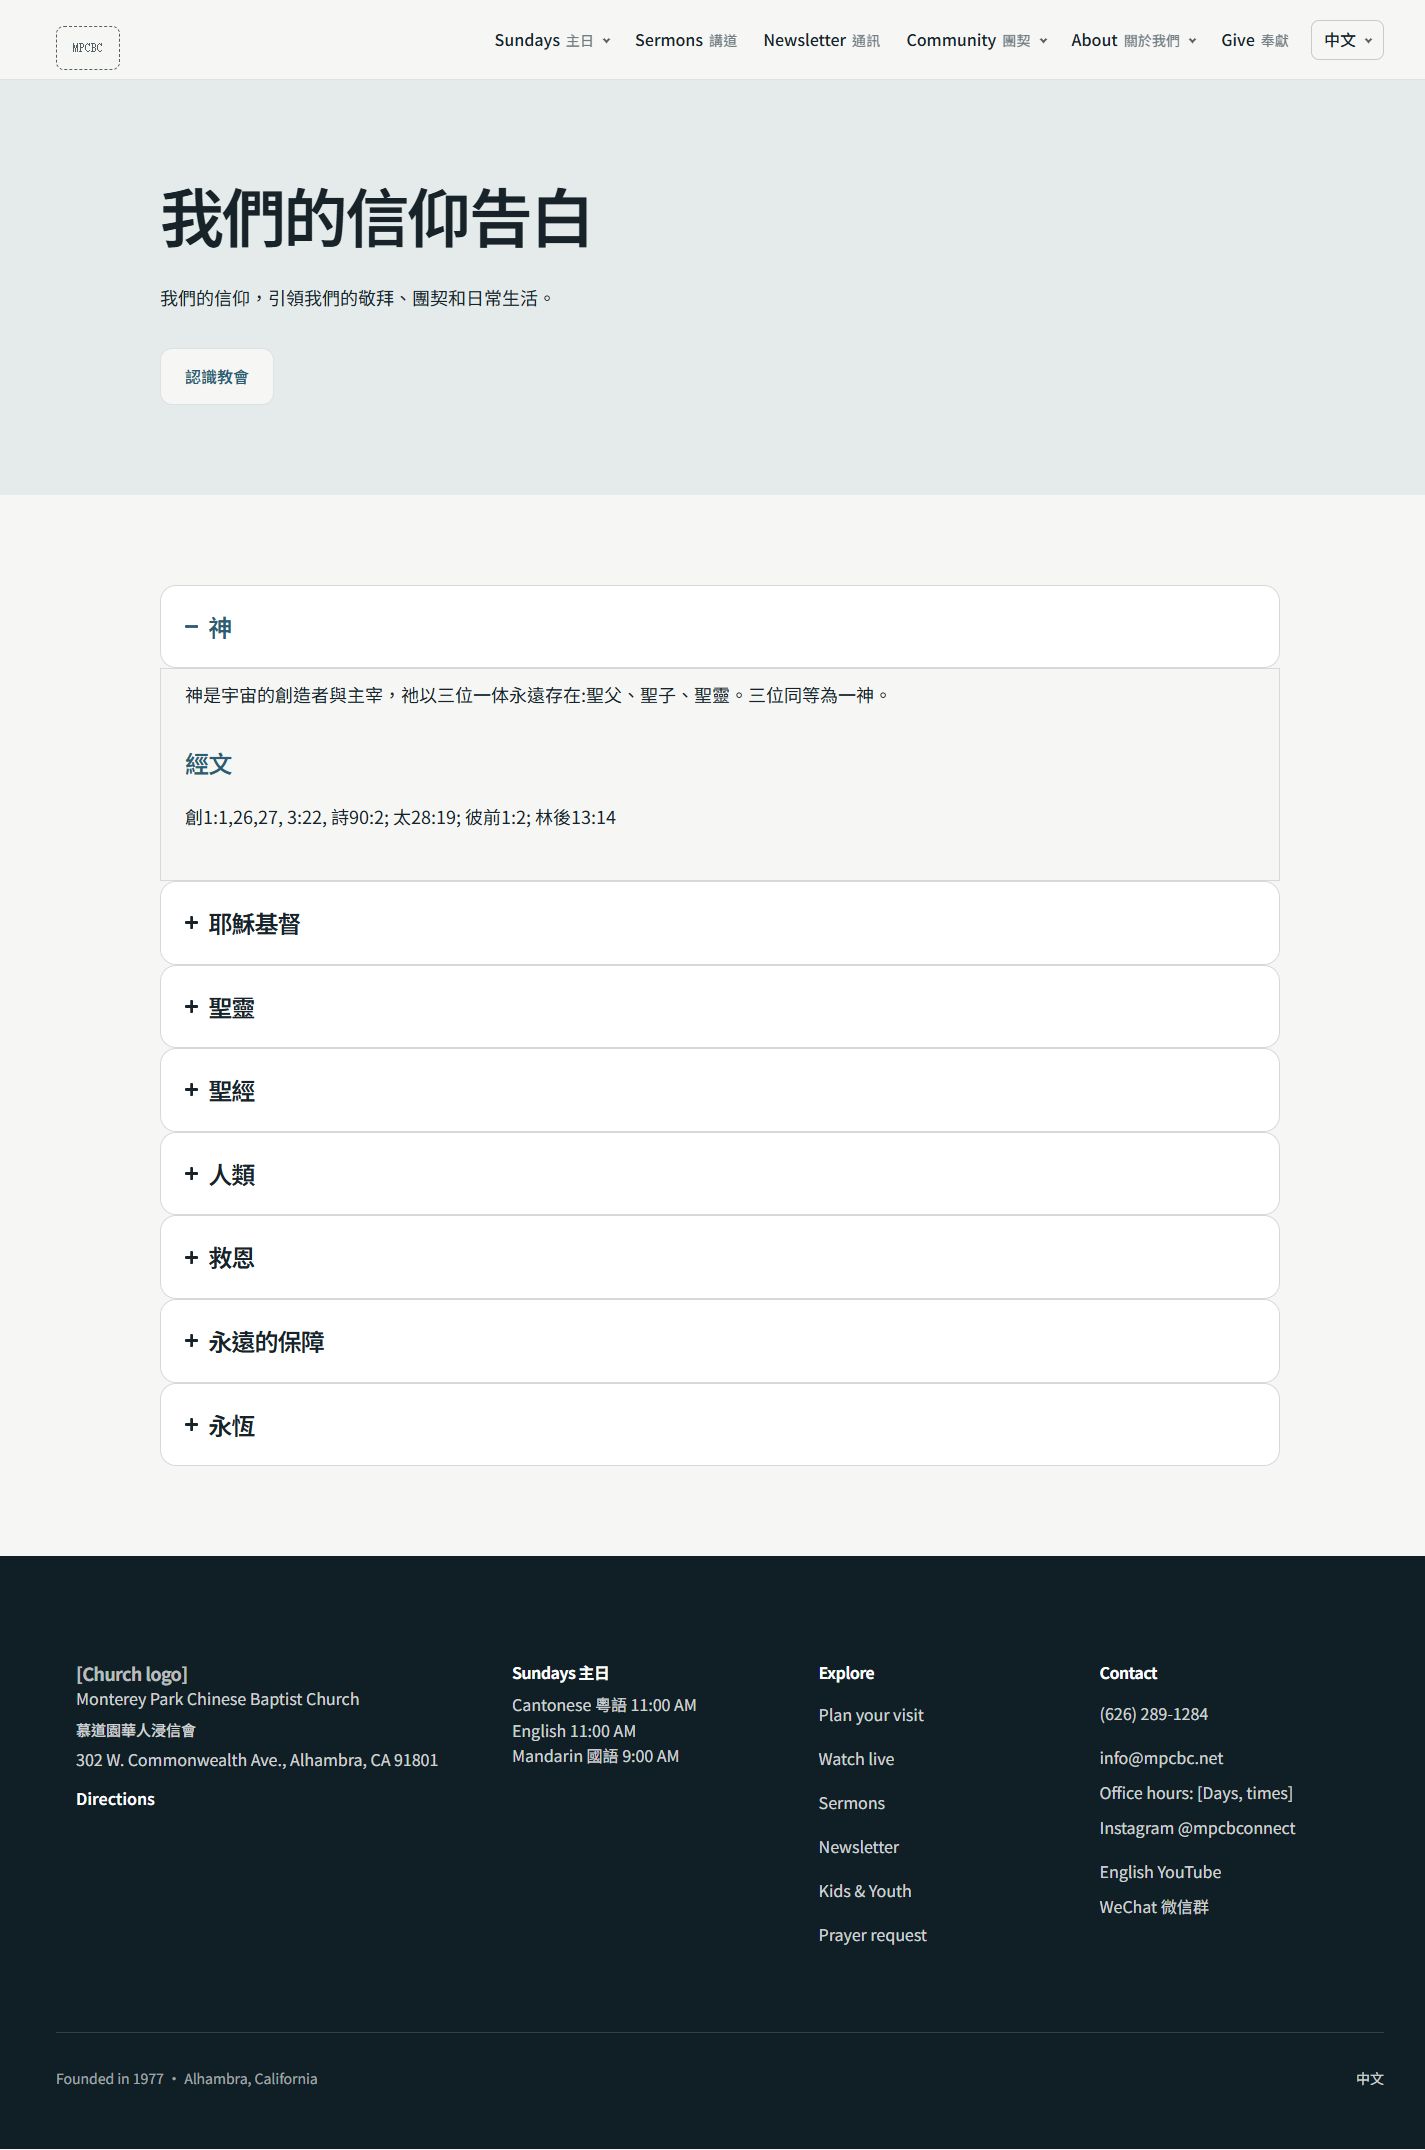 MPCBC
Sundays 主日 Sermons 講道 Newsletter 通訊 Community 團契 About 關於我們 Give 奉獻 中文
我們的信仰告白
我們的信仰，引領我們的敬拜、團契和日常生活。
認識教會
− 神
神是宇宙的創造者與主宰，祂以三位一体永遠存在:聖父、聖子、聖靈。三位同等為一神。
經文
創1:1,26,27, 3:22, 詩90:2; 太28:19; 彼前1:2; 林後13:14
+ 耶穌基督
+ 聖靈
+ 聖經
+ 人類
+ 救恩
+ 永遠的保障
+ 永恆
[Church logo]
Monterey Park Chinese Baptist Church
慕道園華人浸信會
302 W. Commonwealth Ave., Alhambra, CA 91801
Directions
Sundays 主日
Cantonese 粵語 11:00 AM
English 11:00 AM
Mandarin 國語 9:00 AM
Explore
Plan your visit
Watch live
Sermons
Newsletter
Kids & Youth
Prayer request
Contact
(626) 289-1284
info@mpcbc.net
Office hours: [Days, times]
Instagram @mpcbconnect
English YouTube
WeChat 微信群
Founded in 1977 · Alhambra, California
中文